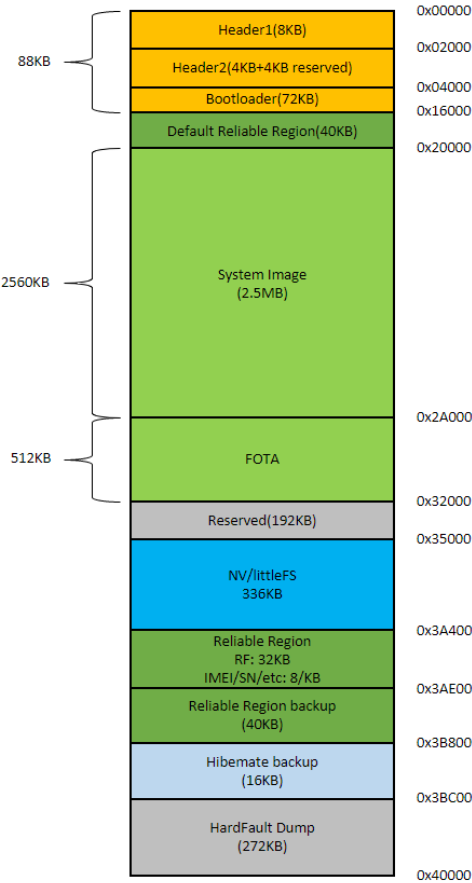 0x00000
Header1(8KB)
0x02000
88KB
Header2(4KB+4KB reserved)
0x04000
Bootloader(72KB)
0x16000
Default Reliable Region(40KB)
0x20000
2560KB
System Image
(2.5MB)
0x2A000
512KB
FOTA
0x32000
Reserved(192KB)
0x35000
NV/littleFS
336KB
0x3A400
Reliable Region
RF: 32KB
IMEI/SN/etc: 8/KB
0x3AE00
Reliable Region backup
(40KB)
0x3B800
Hibemate backup
(16KB)
0x3BC00
HardFault Dump
(272KB)
0x40000